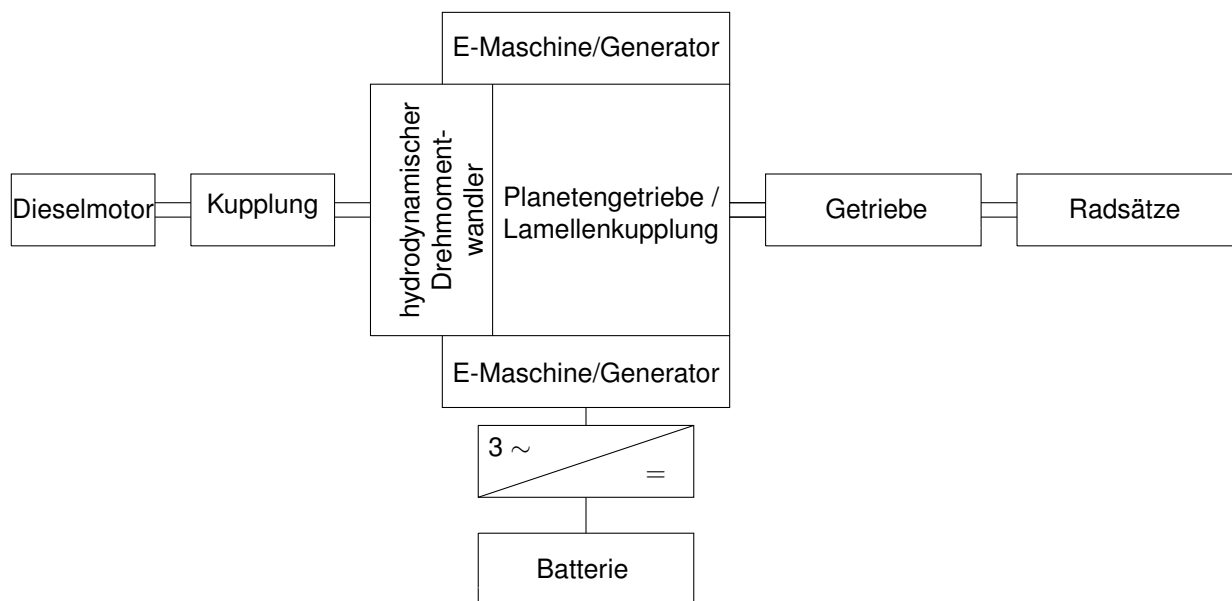 E-Maschine/Generator
Dieselmotor
Kupplung
hydrodynamischer
Drehmoment-
wandler
Planetengetriebe /
Lamellenkupplung
Getriebe
Radsätze
E-Maschine/Generator
3 ∼
=
Batterie